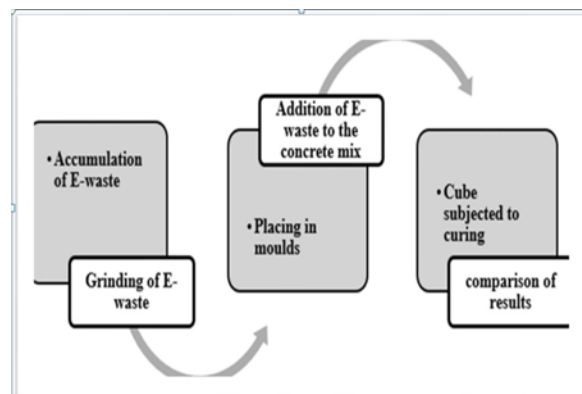 • Accumulation
of E-waste
Grinding of E-
waste
Addition of E-
waste to the
concrete mix
• Placing in
moulds
• Cube
subjected to
curing
comparison of
results